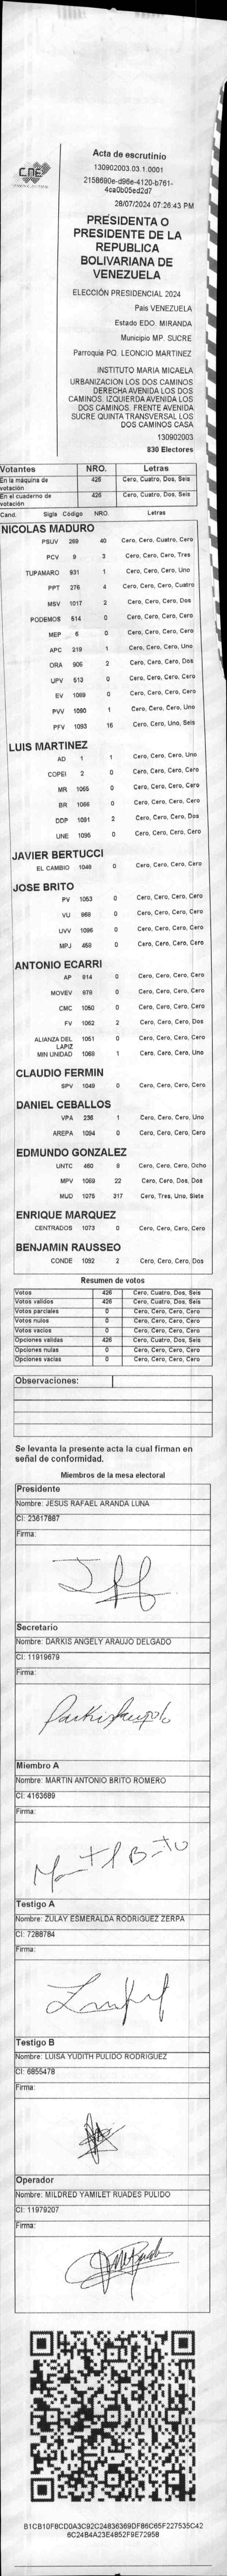 CNE
Acta de escrutinio
130902003.03.1.0001
2158690e-d96e-4120-b761-
4ca0b05ed2d7
28/07/2024 07:26:43 PM
PRESIDENTA O
PRESIDENTE DE LA
REPUBLICA
BOLIVARIANA DE
VENEZUELA
ELECCIÓN PRESIDENCIAL 2024
País VENEZUELA
Estado EDO. MIRANDA
Municipio MP. SUCRE
Parroquia PQ. LEONCIO MARTINEZ
INSTITUTO MARIA MICAELA
URBANIZACION LOS DOS CAMINOS
DERECHA AVENIDA LOS DOS
CAMINOS. IZQUIERDA AVENIDA LOS
DOS CAMINOS. FRENTE AVENIDA
SUCRE QUINTA TRANSVERSAL LOS
DOS CAMINOS CASA
130902003
830 Electores
Votantes NRO. Letras
En la máquina de votación 426 Cero, Cuatro, Dos, Seis
En el cuaderno de votación 426 Cero, Cuatro, Dos, Seis
Cand. Sigla Código NRO. Letras
NICOLAS MADURO
PSUV 269 40 Cero, Cero, Cuatro, Cero
PCV 9 3 Cero, Cero, Cero, Tres
TUPAMARO 931 1 Cero, Cero, Cero, Uno
PPT 276 4 Cero, Cero, Cero, Cuatro
MSV 1017 2 Cero, Cero, Cero, Dos
PODEMOS 514 0 Cero, Cero, Cero, Cero
MEP 6 0 Cero, Cero, Cero, Cero
APC 219 1 Cero, Cero, Cero, Uno
ORA 906 2 Cero, Cero, Cero, Dos
UPV 513 0 Cero, Cero, Cero, Cero
EV 1089 0 Cero, Cero, Cero, Cero
PVV 1090 1 Cero, Cero, Cero, Uno
PFV 1093 16 Cero, Cero, Uno, Seis
LUIS MARTINEZ
AD 1 1 Cero, Cero, Cero, Uno
COPEI 2 0 Cero, Cero, Cero, Cero
MR 1065 0 Cero, Cero, Cero, Cero
BR 1066 0 Cero, Cero, Cero, Cero
DDP 1091 2 Cero, Cero, Cero, Dos
UNE 1095 0 Cero, Cero, Cero, Cero
JAVIER BERTUCCI
EL CAMBIO 1048 0 Cero, Cero, Cero, Cero
JOSE BRITO
PV 1053 0 Cero, Cero, Cero, Cero
VU 968 0 Cero, Cero, Cero, Cero
UVV 1096 0 Cero, Cero, Cero, Cero
MPJ 458 0 Cero, Cero, Cero, Cero
ANTONIO ECARRI
AP 914 0 Cero, Cero, Cero, Cero
MOVEV 978 0 Cero, Cero, Cero, Cero
CMC 1050 0 Cero, Cero, Cero, Cero
FV 1062 2 Cero, Cero, Cero, Dos
ALIANZA DEL LAPIZ 1051 0 Cero, Cero, Cero, Cero
MIN UNIDAD 1068 1 Cero, Cero, Cero, Uno
CLAUDIO FERMIN
SPV 1049 0 Cero, Cero, Cero, Cero
DANIEL CEBALLOS
VPA 236 1 Cero, Cero, Cero, Uno
AREPA 1094 0 Cero, Cero, Cero, Cero
EDMUNDO GONZALEZ
UNTC 460 8 Cero, Cero, Cero, Ocho
MPV 1069 22 Cero, Cero, Dos, Dos
MUD 1075 317 Cero, Tres, Uno, Siete
ENRIQUE MARQUEZ
CENTRADOS 1073 0 Cero, Cero, Cero, Cero
BENJAMIN RAUSSEO
CONDE 1092 2 Cero, Cero, Cero, Dos
Resumen de votos
Votos 426 Cero, Cuatro, Dos, Seis
Votos validos 426 Cero, Cuatro, Dos, Seis
Votos parciales 0 Cero, Cero, Cero, Cero
Votos nulos 0 Cero, Cero, Cero, Cero
Votos vacios 0 Cero, Cero, Cero, Cero
Opciones validas 426 Cero, Cuatro, Dos, Seis
Opciones nulas 0 Cero, Cero, Cero, Cero
Opciones vacias 0 Cero, Cero, Cero, Cero
Observaciones:
Se levanta la presente acta la cual firman en
señal de conformidad.
Miembros de la mesa electoral
Presidente
Nombre: JESUS RAFAEL ARANDA LUNA
CI: 23617887
Firma:
Secretario
Nombre: DARKIS ANGELY ARAUJO DELGADO
CI: 11919679
Firma:
Miembro A
Nombre: MARTIN ANTONIO BRITO ROMERO
CI: 4163689
Firma:
Testigo A
Nombre: ZULAY ESMERALDA RODRIGUEZ ZERPA
CI: 7288784
Firma:
Testigo B
Nombre: LUISA YUDITH PULIDO RODRIGUEZ
CI: 6855478
Firma:
Operador
Nombre: MILDRED YAMILET RUADES PULIDO
CI: 11979207
Firma:
B1CB10F8CD0A3C92C24836369DF86C65F227535C42
6C24B4A23E4852F9E72958